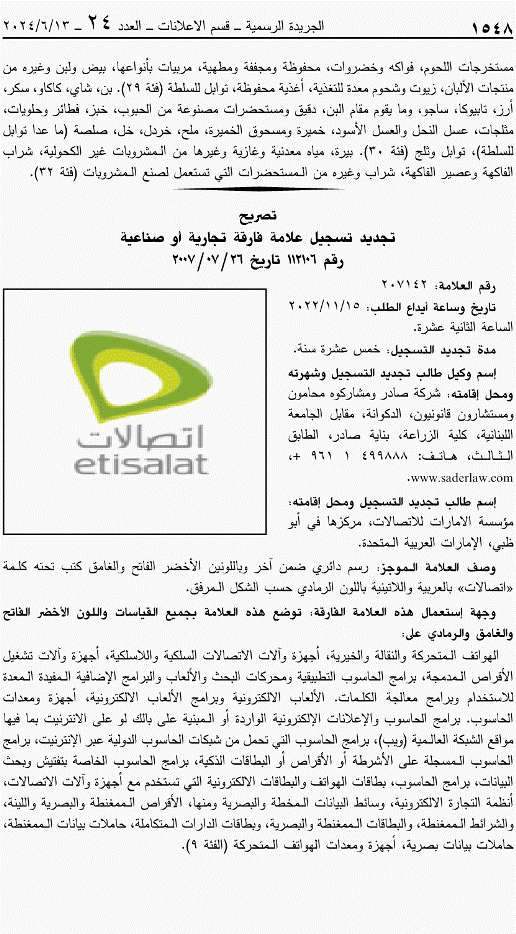 ١٥٤٨
الجريدة الرسمية ــ قسم الاعلانات ــ العدد ٢٤ ــ ٢٠٢٤/٦/١٣
مستخرجات اللحوم، فواكه وخضروات، محفوظة ومجففة ومطهية، مربيات بأنواعها، بيض ولبن وغيره من
منتجات الألبان، زيوت وشحوم معدة للتغذية، أغذية محفوظة، توابل للسلطة (فئة ٢٩). بن، شاي، كاكاو، سكر،
أرز، تابيوكا، ساجو، وما يقوم مقام البن، دقيق ومستحضرات مصنوعة من الحبوب، خبز، فطائر وحلويات،
مثلجات، عسل النحل والعسل الأسود، خميرة ومسحوق الخميرة، ملح، خردل، خل، صلصة (ما عدا توابل
للسلطة)، توابل وثلج (فئة ٣٠). بيرة، مياه معدنية وغازية وغيرها من المشروبات غير الكحولية، شراب
الفاكهة وعصير الفاكهة، شراب وغيره من المستحضرات التي تستعمل لصنع المشروبات (فئة ٣٢).
تصريح
تجديد تسجيل علامة فارقة تجارية أو صناعية
رقم ١١٢١٠٦ تاريخ ٢٠٠٧/٠٧/٢٦
رقم العلامة: ٢٠٧١٤٢
تاريخ وساعة أيداع الطلب: ٢٠٢٢/١١/١٥
الساعة الثانية عشرة.
مدة تجديد التسجيل: خمس عشرة سنة.
إسم وكيل طالب تجديد التسجيل وشهرته
ومحل إقامته: شركة صادر ومشاركوه محامون
ومستشارون قانونيون، الدكوانة، مقابل الجامعة
اللبنانية، كلية الزراعة، بناية صادر، الطابق
الثالث، هاتف: ٤٩٩٨٨٨ ١ ٩٦١ +،
www.saderlaw.com.
إسم طالب تجديد التسجيل ومحل إقامته:
مؤسسة الامارات للاتصالات، مركزها في أبو
ظبي، الإمارات العربية المتحدة.
اتصالات
etisalat
وصف العلامة الموجز: رسم دائري ضمن آخر وباللونين الأخضر الفاتح والغامق كتب تحته كلمة
«اتصالات» بالعربية واللاتينية باللون الرمادي حسب الشكل المرفق.
وجهة إستعمال هذه العلامة الفارقة: توضع هذه العلامة بجميع القياسات واللون الأخضر الفاتح
والغامق والرمادي على:
الهواتف المتحركة والنقالة والخيرية، أجهزة وآلات الاتصالات السلكية واللاسلكية، أجهزة وآلات تشغيل
الأقراص المدمجة، برامج الحاسوب التطبيقية ومحركات البحث والألعاب والبرامج الإضافية المفيدة المعدة
للاستخدام وبرامج معالجة الكلمات. الألعاب الالكترونية وبرامج الألعاب الالكترونية، أجهزة ومعدات
الحاسوب. برامج الحاسوب والإعلانات الإلكترونية الواردة أو المبنية على بالك لو على الانترنيت بما فيها
مواقع الشبكة العالمية (ويب)، برامج الحاسوب التي تحمل من شبكات الحاسوب الدولية عبر الإنترنيت، برامج
الحاسوب المسجلة على الأشرطة أو الأقراص أو البطاقات الذكية، برامج الحاسوب الخاصة بتفتيش وبحث
البيانات، برامج الحاسوب، بطاقات الهواتف والبطاقات الالكترونية التي تستخدم مع أجهزة وآلات الاتصالات،
أنظمة التجارة الالكترونية، وسائط البيانات المخطة والبصرية ومنها، الأقراص الممغنطة والبصرية واللينة،
والشرائط الممغنطة، والبطاقات الممغنطة والبصرية، وبطاقات الدارات المتكاملة، حاملات بيانات الممغنطة،
حاملات بيانات بصرية، أجهزة ومعدات الهواتف المتحركة (الفئة ٩).